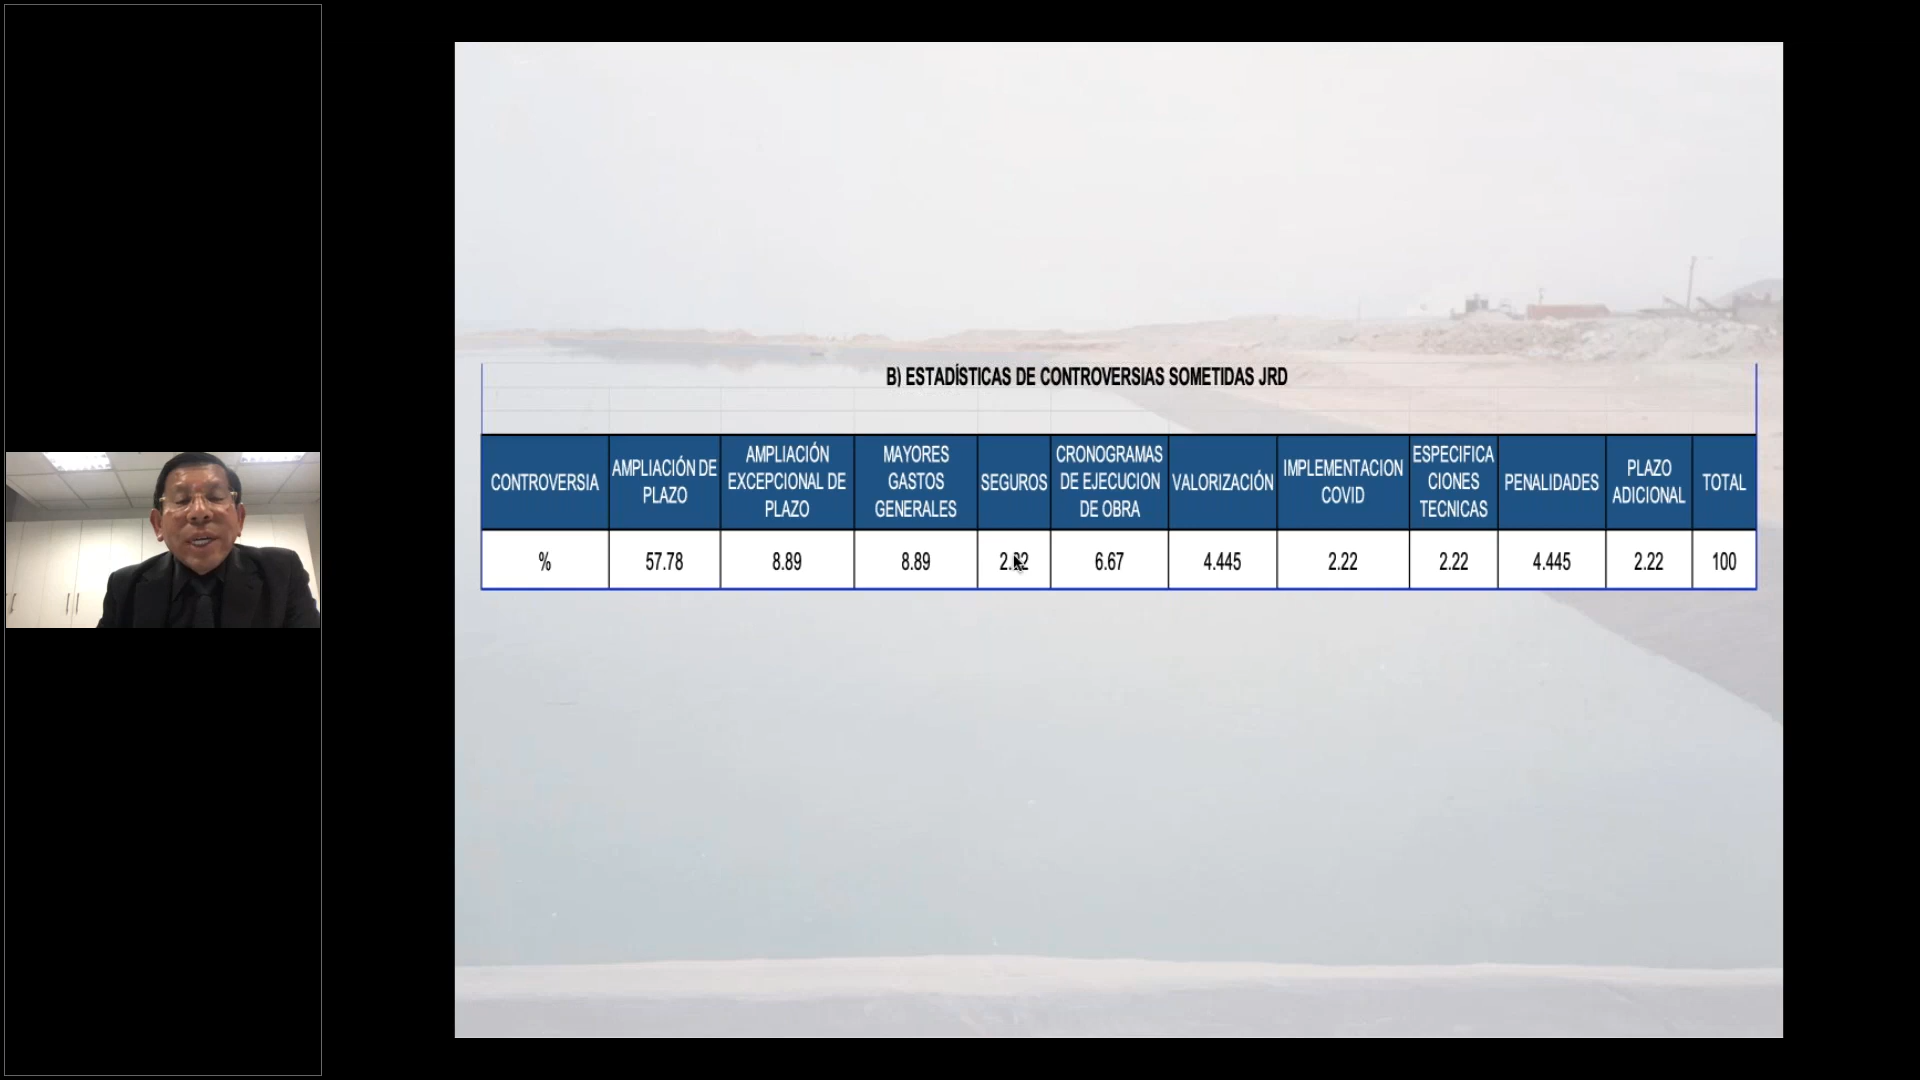 B) ESTADÍSTICAS DE CONTROVERSIAS SOMETIDAS JRD
CONTROVERSIA
AMPLIACIÓN DE
PLAZO
AMPLIACIÓN
EXCEPCIONAL DE
PLAZO
MAYORES
GASTOS
GENERALES
SEGUROS
CRONOGRAMAS
DE EJECUCION
DE OBRA
VALORIZACIÓN
IMPLEMENTACION
COVID
ESPECIFICA
CIONES
TECNICAS
PENALIDADES
PLAZO
ADICIONAL
TOTAL
%
57.78
8.89
8.89
6.67
4.445
2.22
2.22
4.445
2.22
100